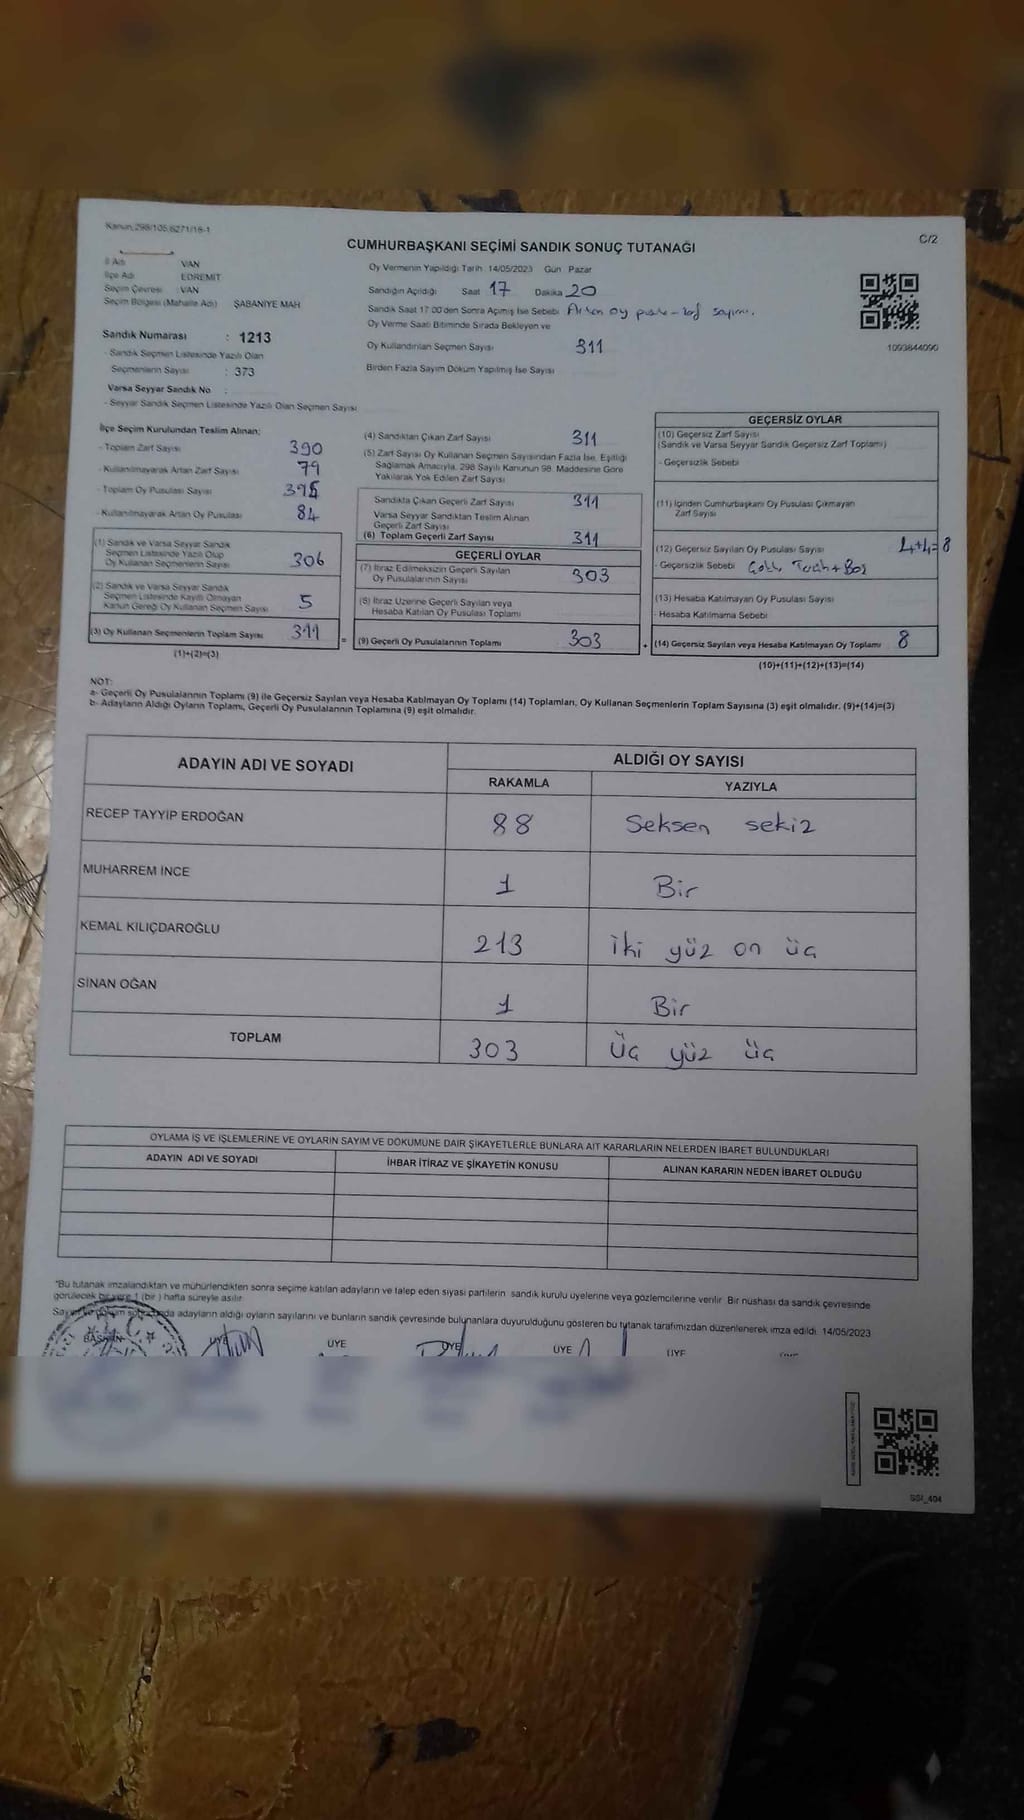 Kanun.298/105,6271/18-1
C/2
CUMHURBAŞKANI SEÇİMİ SANDIK SONUÇ TUTANAĞI
İl Adı : VAN
İlçe Adı : EDREMİT
Seçim Çevresi : VAN
Seçim Bölgesi (Mahalle Adı) : ŞABANİYE MAH
Sandık Numarası : 1213
- Sandık Seçmen Listesinde Yazılı Olan
Seçmenlerin Sayısı : 373
Varsa Seyyar Sandık No :
- Seyyar Sandık Seçmen Listesinde Yazılı Olan Seçmen Sayısı
Oy Vermenin Yapıldığı Tarih :14/05/2023 Gün : Pazar
Sandığın Açıldığı Saat 17 Dakika 20
Sandık Saat 17.00'den Sonra Açılmış İse Sebebi : Artan oy pusla-zarf sayımı.
Oy Verme Saati Bitiminde Sırada Bekleyen ve
Oy Kullandırılan Seçmen Sayısı 311
Birden Fazla Sayım Döküm Yapılmış İse Sayısı
1093844090
İlçe Seçim Kurulundan Teslim Alınan;
- Toplam Zarf Sayısı 390
- Kullanılmayarak Artan Zarf Sayısı 79
- Toplam Oy Pusulası Sayısı 395
- Kullanılmayarak Artan Oy Pusulası 84
(1) Sandık ve Varsa Seyyar Sandık
Seçmen Listesinde Yazılı Olup
Oy Kullanan Seçmenlerin Sayısı 306
(2) Sandık ve Varsa Seyyar Sandık
Seçmen Listesinde Kayıtlı Olmayan
Kanun Gereği Oy Kullanan Seçmen Sayısı 5
(3) Oy Kullanan Seçmenlerin Toplam Sayısı 311
(1)+(2)=(3)
(4) Sandıktan Çıkan Zarf Sayısı 311
(5) Zarf Sayısı Oy Kullanan Seçmen Sayısından Fazla İse, Eşitliği
Sağlamak Amacıyla, 298 Sayılı Kanunun 98. Maddesine Göre
Yakılarak Yok Edilen Zarf Sayısı
Sandıkta Çıkan Geçerli Zarf Sayısı 311
Varsa Seyyar Sandıktan Teslim Alınan
Geçerli Zarf Sayısı
(6) Toplam Geçerli Zarf Sayısı 311
GEÇERLİ OYLAR
(7) İtiraz Edilmeksizin Geçerli Sayılan
Oy Pusulalarının Sayısı 303
(8) İtiraz Üzerine Geçerli Sayılan veya
Hesaba Katılan Oy Pusulası Toplamı
= (9) Geçerli Oy Pusulalarının Toplamı 303
GEÇERSİZ OYLAR
(10) Geçersiz Zarf Sayısı
(Sandık ve Varsa Seyyar Sandık Geçersiz Zarf Toplamı)
- Geçersizlik Sebebi
(11) İçinden Cumhurbaşkanı Oy Pusulası Çıkmayan
Zarf Sayısı
(12) Geçersiz Sayılan Oy Pusulası Sayısı 4+4=8
- Geçersizlik Sebebi Çoklu Tercih + Boş
(13) Hesaba Katılmayan Oy Pusulası Sayısı
- Hesaba Katılmama Sebebi
+ (14) Geçersiz Sayılan veya Hesaba Katılmayan Oy Toplamı 8
(10)+(11)+(12)+(13)=(14)
NOT:
a- Geçerli Oy Pusulalarının Toplamı (9) ile Geçersiz Sayılan veya Hesaba Katılmayan Oy Toplamı (14) Toplamları, Oy Kullanan Seçmenlerin Toplam Sayısına (3) eşit olmalıdır. (9)+(14)=(3)
b- Adayların Aldığı Oyların Toplamı, Geçerli Oy Pusulalarının Toplamına (9) eşit olmalıdır.
ADAYIN ADI VE SOYADI
ALDIĞI OY SAYISI
RAKAMLA YAZIYLA
RECEP TAYYİP ERDOĞAN 88 Seksen sekiz
MUHARREM İNCE 1 Bir
KEMAL KILIÇDAROĞLU 213 iki yüz on üç
SİNAN OĞAN 1 Bir
TOPLAM 303 Üç yüz üç
OYLAMA İŞ VE İŞLEMLERİNE VE OYLARIN SAYIM VE DÖKÜMÜNE DAİR ŞİKAYETLERLE BUNLARA AİT KARARLARIN NELERDEN İBARET BULUNDUKLARI
ADAYIN ADI VE SOYADI İHBAR İTİRAZ VE ŞİKAYETİN KONUSU ALINAN KARARIN NEDEN İBARET OLDUĞU
*Bu tutanak imzalandıktan ve mühürlendikten sonra seçime katılan adayların ve talep eden siyasi partilerin sandık kurulu üyelerine veya gözlemcilerine verilir. Bir nüshası da sandık çevresinde
görülecek bir yere 1 (bir ) hafta süreyle asılır.
adayların aldığı oyların sayılarını ve bunların sandık çevresinde bulunanlara duyurulduğunu gösteren bu tutanak tarafımızdan düzenlenerek imza edildi. 14/05/2023
BAŞKAN ÜYE ÜYE ÜYE ÜYE ÜYE
SSI_404